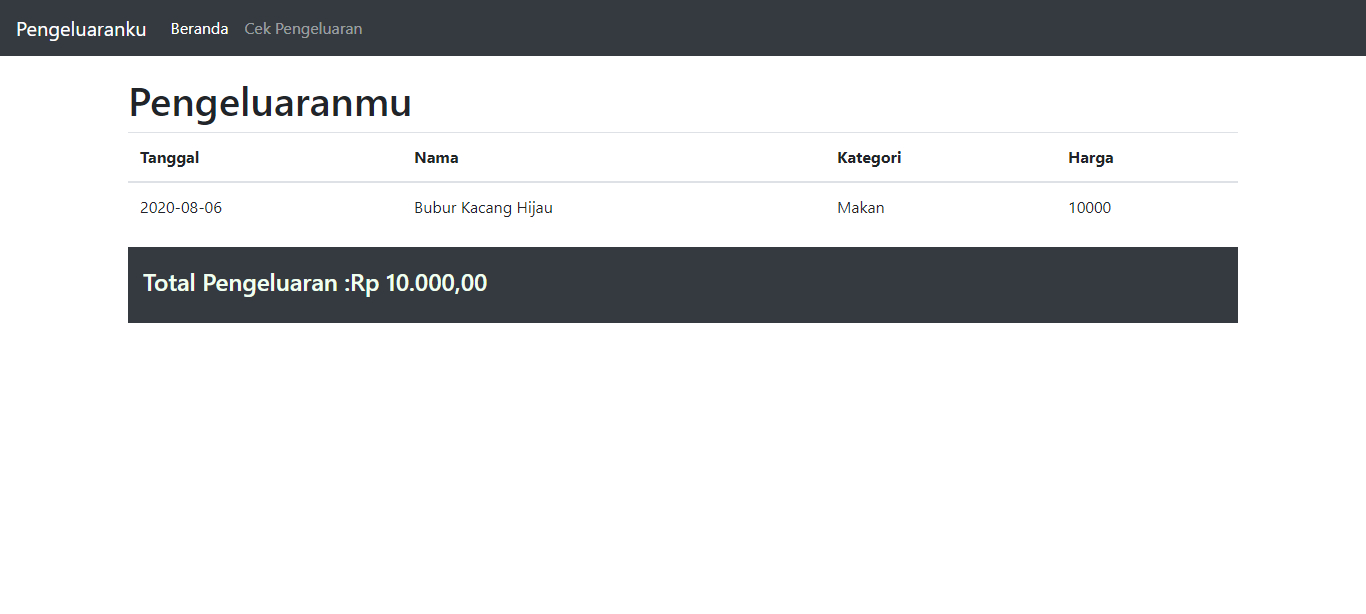 Pengeluaranku Beranda Cek Pengeluaran
Pengeluaranmu
Tanggal Nama Kategori Harga
2020-08-06 Bubur Kacang Hijau Makan 10000
Total Pengeluaran :Rp 10.000,00